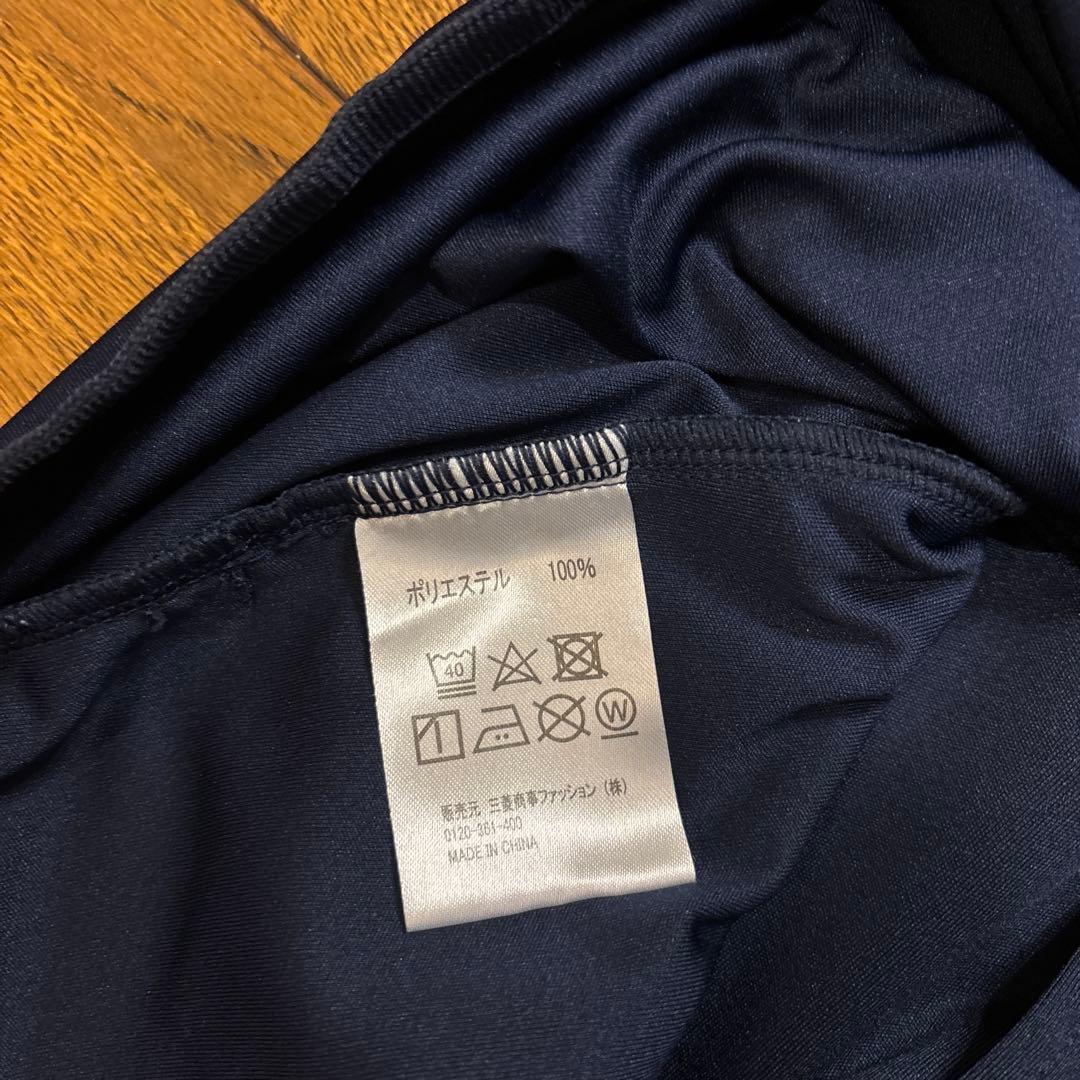 ポリエステル 100%
40
W
販売元 三菱商事ファッション(株)
0120-361-400
MADE IN CHINA